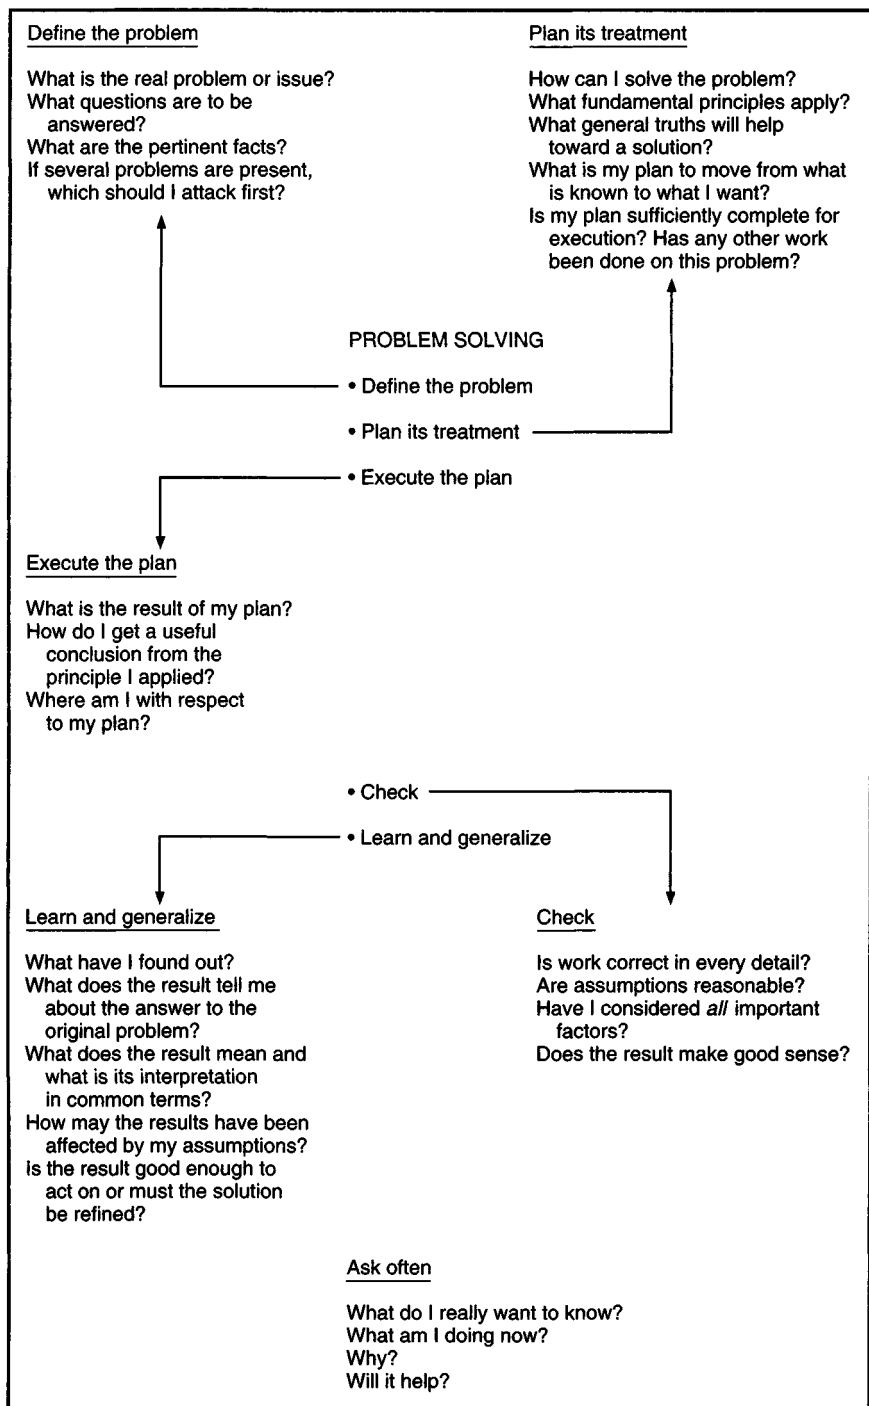 Define the problem
What is the real problem or issue?
What questions are to be
answered?
What are the pertinent facts?
If several problems are present,
which should I attack first?
Plan its treatment
How can I solve the problem?
What fundamental principles apply?
What general truths will help
toward a solution?
What is my plan to move from what
is known to what I want?
Is my plan sufficiently complete for
execution? Has any other work
been done on this problem?
PROBLEM SOLVING
• Define the problem
• Plan its treatment
• Execute the plan
Execute the plan
What is the result of my plan?
How do I get a useful
conclusion from the
principle I applied?
Where am I with respect
to my plan?
• Check
• Learn and generalize
Learn and generalize
What have I found out?
What does the result tell me
about the answer to the
original problem?
What does the result mean and
what is its interpretation
in common terms?
How may the results have been
affected by my assumptions?
Is the result good enough to
act on or must the solution
be refined?
Check
Is work correct in every detail?
Are assumptions reasonable?
Have I considered all important
factors?
Does the result make good sense?
Ask often
What do I really want to know?
What am I doing now?
Why?
Will it help?